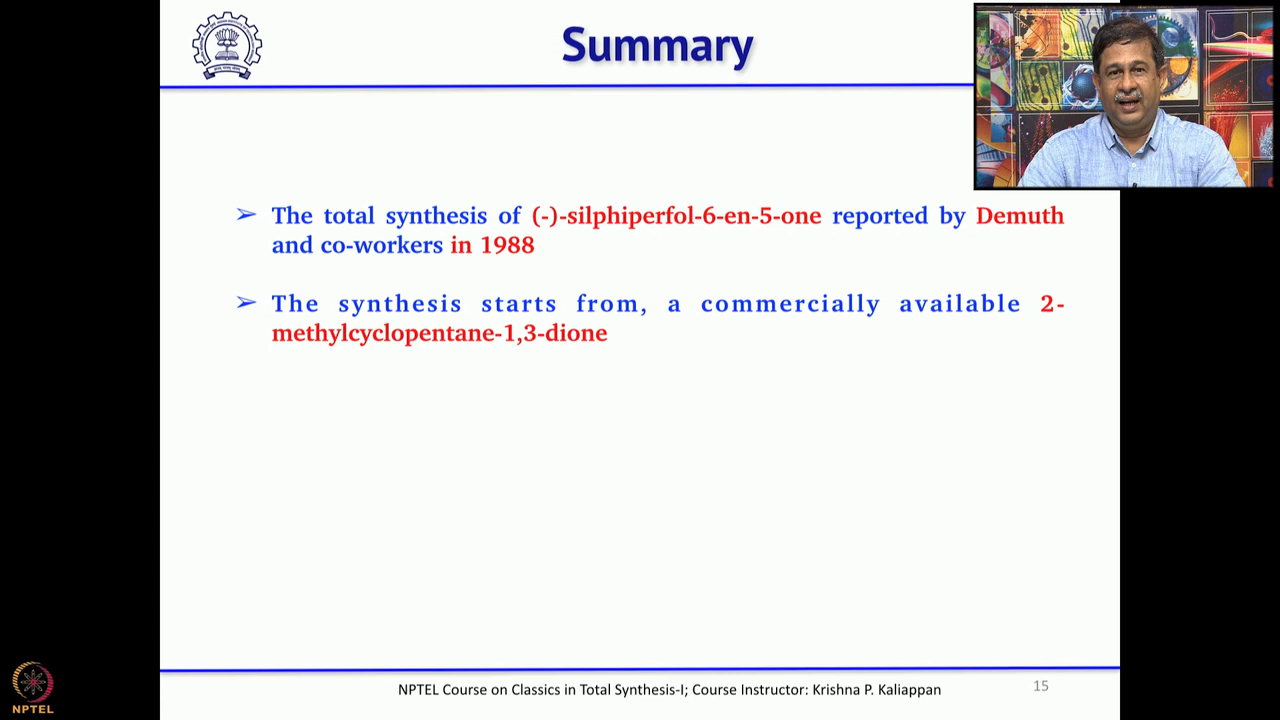 Summary
➢ The total synthesis of (-)-silphiperfol-6-en-5-one reported by Demuth
and co-workers in 1988
➢ The synthesis starts from, a commercially available 2-
methylcyclopentane-1,3-dione
NPTEL Course on Classics in Total Synthesis-I; Course Instructor: Krishna P. Kaliappan
15
NPTEL